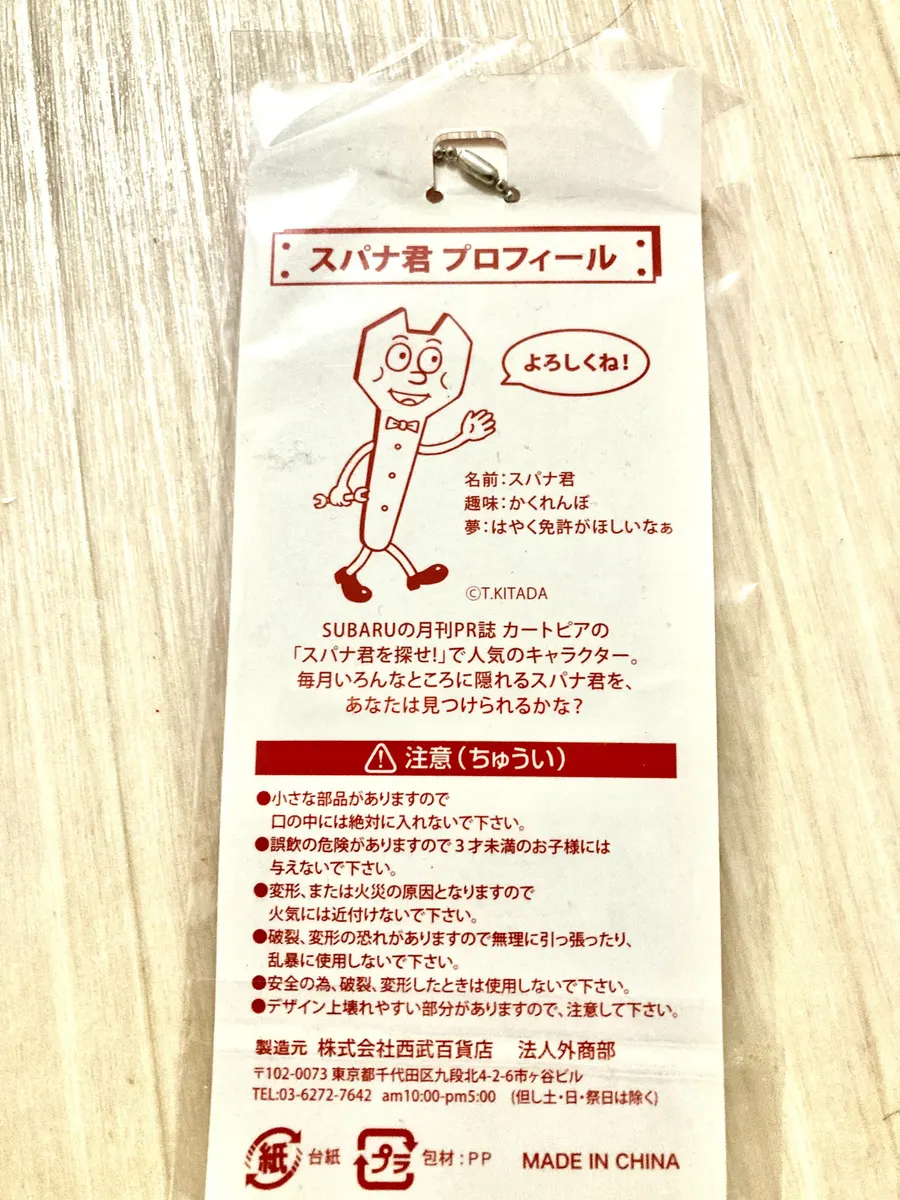 スパナ君 プロフィール
よろしくね!
名前:スパナ君
趣味:かくれんぼ
夢:はやく免許がほしいなぁ
©T.KITADA
SUBARUの月刊PR誌 カートピアの
「スパナ君を探せ!」で人気のキャラクター。
毎月いろんなところに隠れるスパナ君を、
あなたは見つけられるかな?
注意(ちゅうい)
●小さな部品がありますので
口の中には絶対に入れないで下さい。
●誤飲の危険がありますので3才未満のお子様には
与えないで下さい。
●変形、または火災の原因となりますので
火気には近付けないで下さい。
●破裂、変形の恐れがありますので無理に引っ張ったり、
乱暴に使用しないで下さい。
●安全の為、破裂、変形したときは使用しないで下さい。
●デザイン上壊れやすい部分がありますので、注意して下さい。
製造元 株式会社西武百貨店 法人外商部
〒102-0073 東京都千代田区九段北4-2-6市ヶ谷ビル
TEL:03-6272-7642 am10:00-pm5:00 (但し土・日・祭日は除く)
紙 台紙 プラ 包材:PP MADE IN CHINA